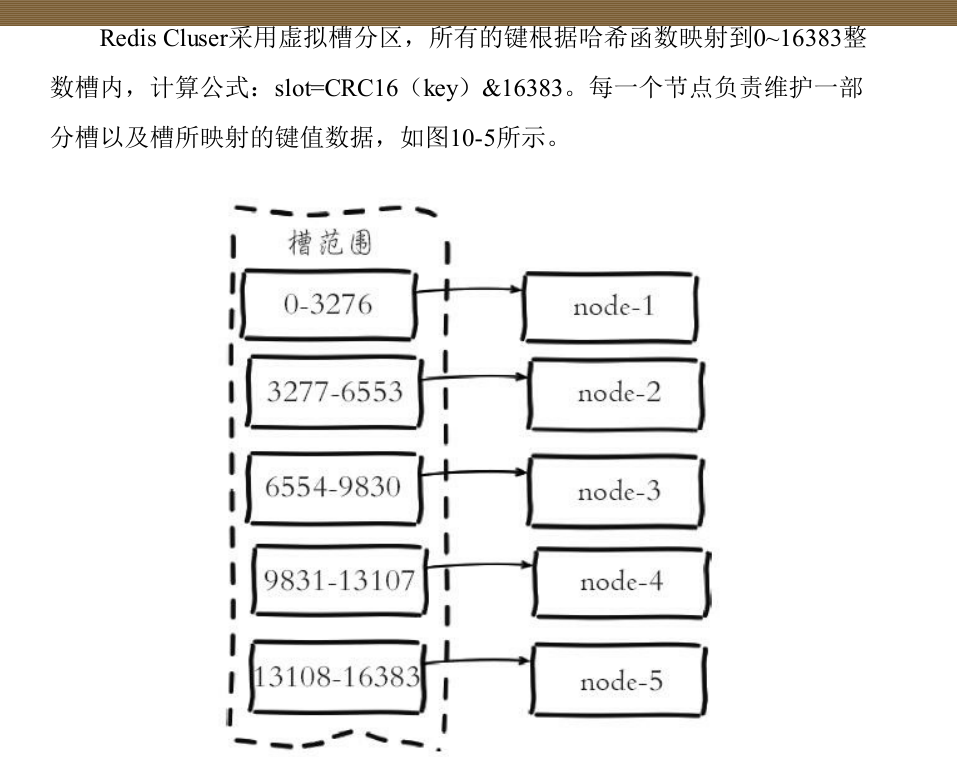 Redis Cluser采用虚拟槽分区，所有的键根据哈希函数映射到0~16383整
数槽内，计算公式：slot=CRC16（key）&16383。每一个节点负责维护一部
分槽以及槽所映射的键值数据，如图10-5所示。
槽范围
0-3276
node-1
3277-6553
node-2
6554-9830
node-3
9831-13107
node-4
13108-16383
node-5